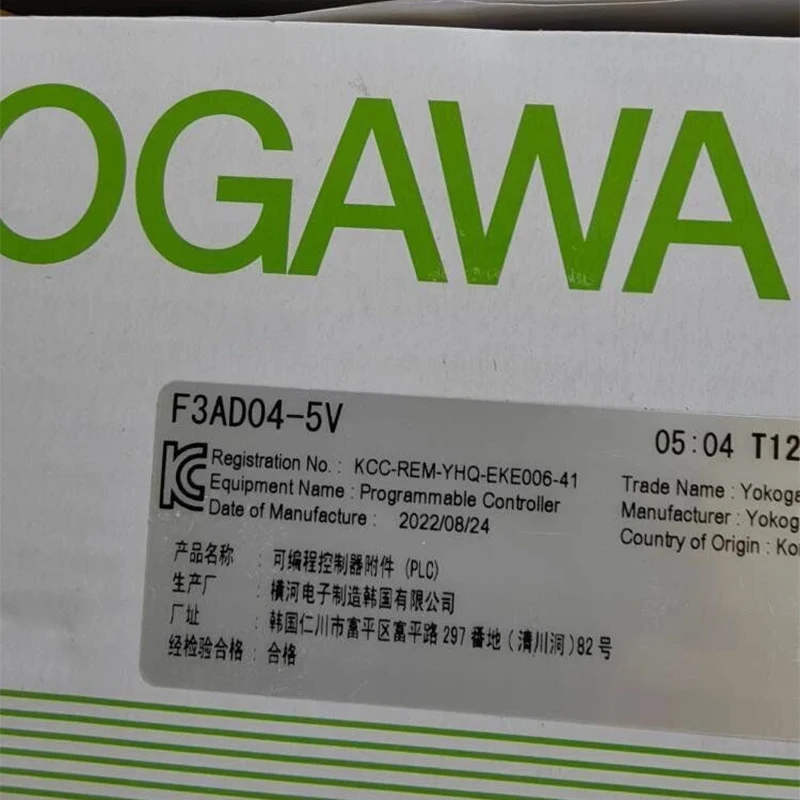 OGAWA
F3AD04-5V
05:04 T12
Registration No. : KCC-REM-YHQ-EKE006-41
Equipment Name : Programmable Controller
Date of Manufacture : 2022/08/24
Trade Name : Yokoga
Manufacturer : Yokog
Country of Origin : Ko
产品名称 : 可编程控制器附件 (PLC)
生产厂 : 横河电子制造韩国有限公司
厂址 : 韩国仁川市富平区富平路 297 番地 (清川洞) 82 号
经检验合格 : 合格